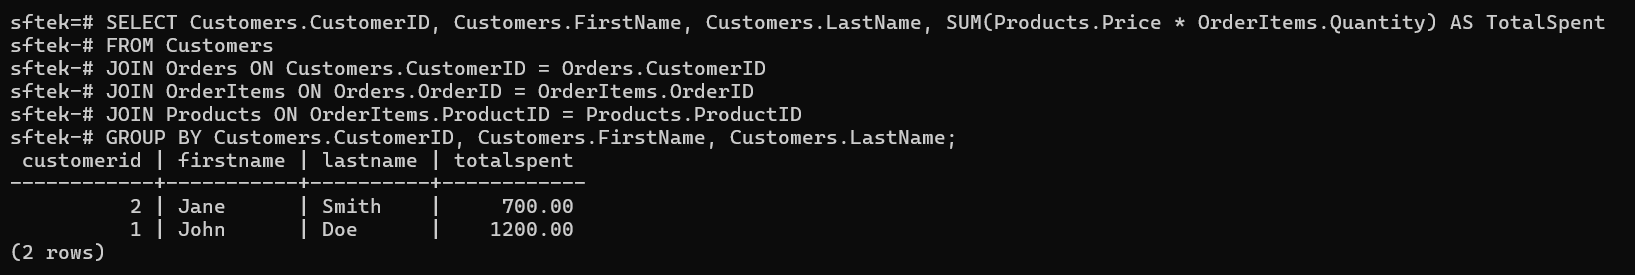 sftek=# SELECT Customers.CustomerID, Customers.FirstName, Customers.LastName, SUM(Products.Price * OrderItems.Quantity) AS TotalSpent
sftek-# FROM Customers
sftek-# JOIN Orders ON Customers.CustomerID = Orders.CustomerID
sftek-# JOIN OrderItems ON Orders.OrderID = OrderItems.OrderID
sftek-# JOIN Products ON OrderItems.ProductID = Products.ProductID
sftek-# GROUP BY Customers.CustomerID, Customers.FirstName, Customers.LastName;
 customerid | firstname | lastname | totalspent
------------+-----------+----------+------------
          2 | Jane      | Smith    |     700.00
          1 | John      | Doe      |    1200.00
(2 rows)